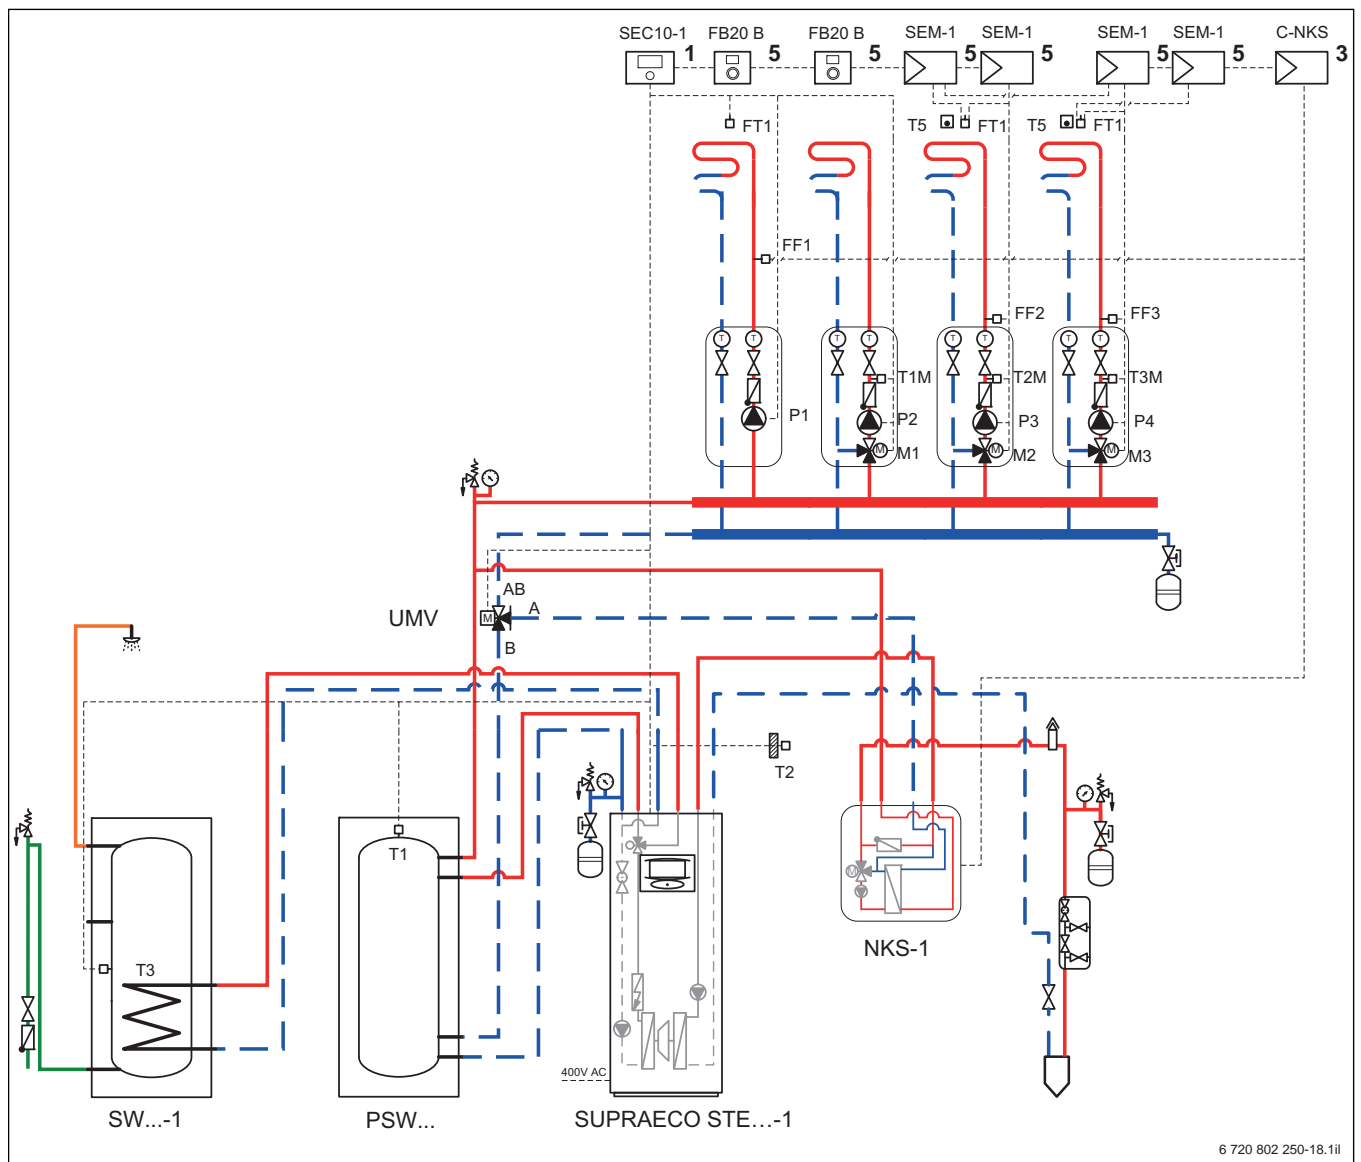 SEC10-1 FB20 B FB20 B SEM-1 SEM-1 SEM-1 SEM-1 C-NKS
1 5 5 5 5 5 5 3
FT1 T5 FT1 T5 FT1
FF1
FF2 FF3
T T T T T T T T
T1M T2M T3M
P1 P2 P3 P4
M M1 M M2 M M3
AB
UMV M A
B
T2
T1
M
NKS-1
T3
400V AC
SW...-1 PSW... SUPRAECO STE...-1
6 720 802 250-18.1il